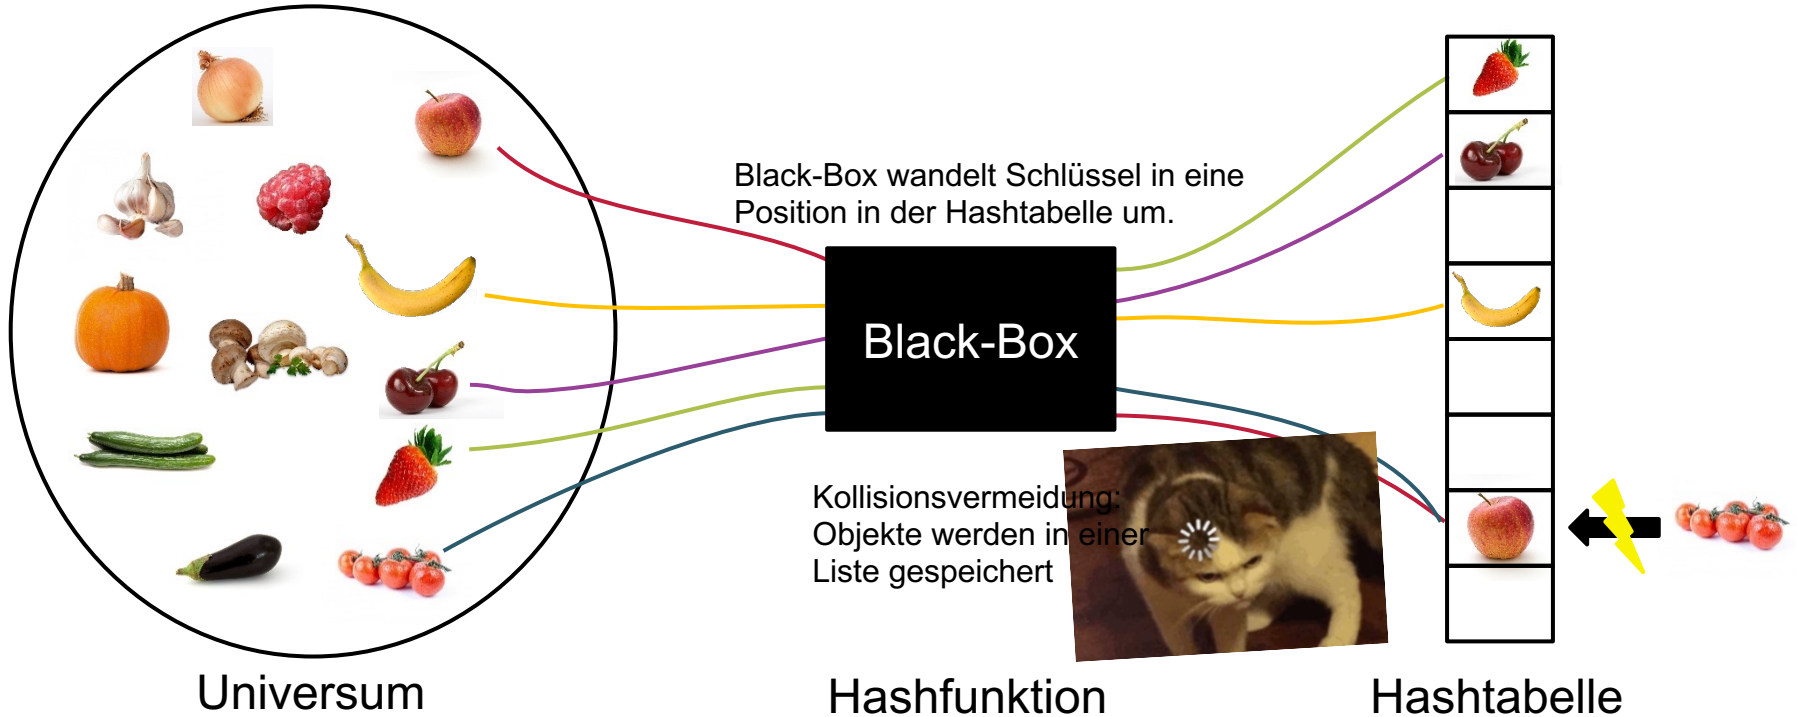 Black-Box wandelt Schlüssel in eine
Position in der Hashtabelle um.
Black-Box
Kollisionsvermeidung:
Objekte werden in einer
Liste gespeichert
Universum
Hashfunktion
Hashtabelle